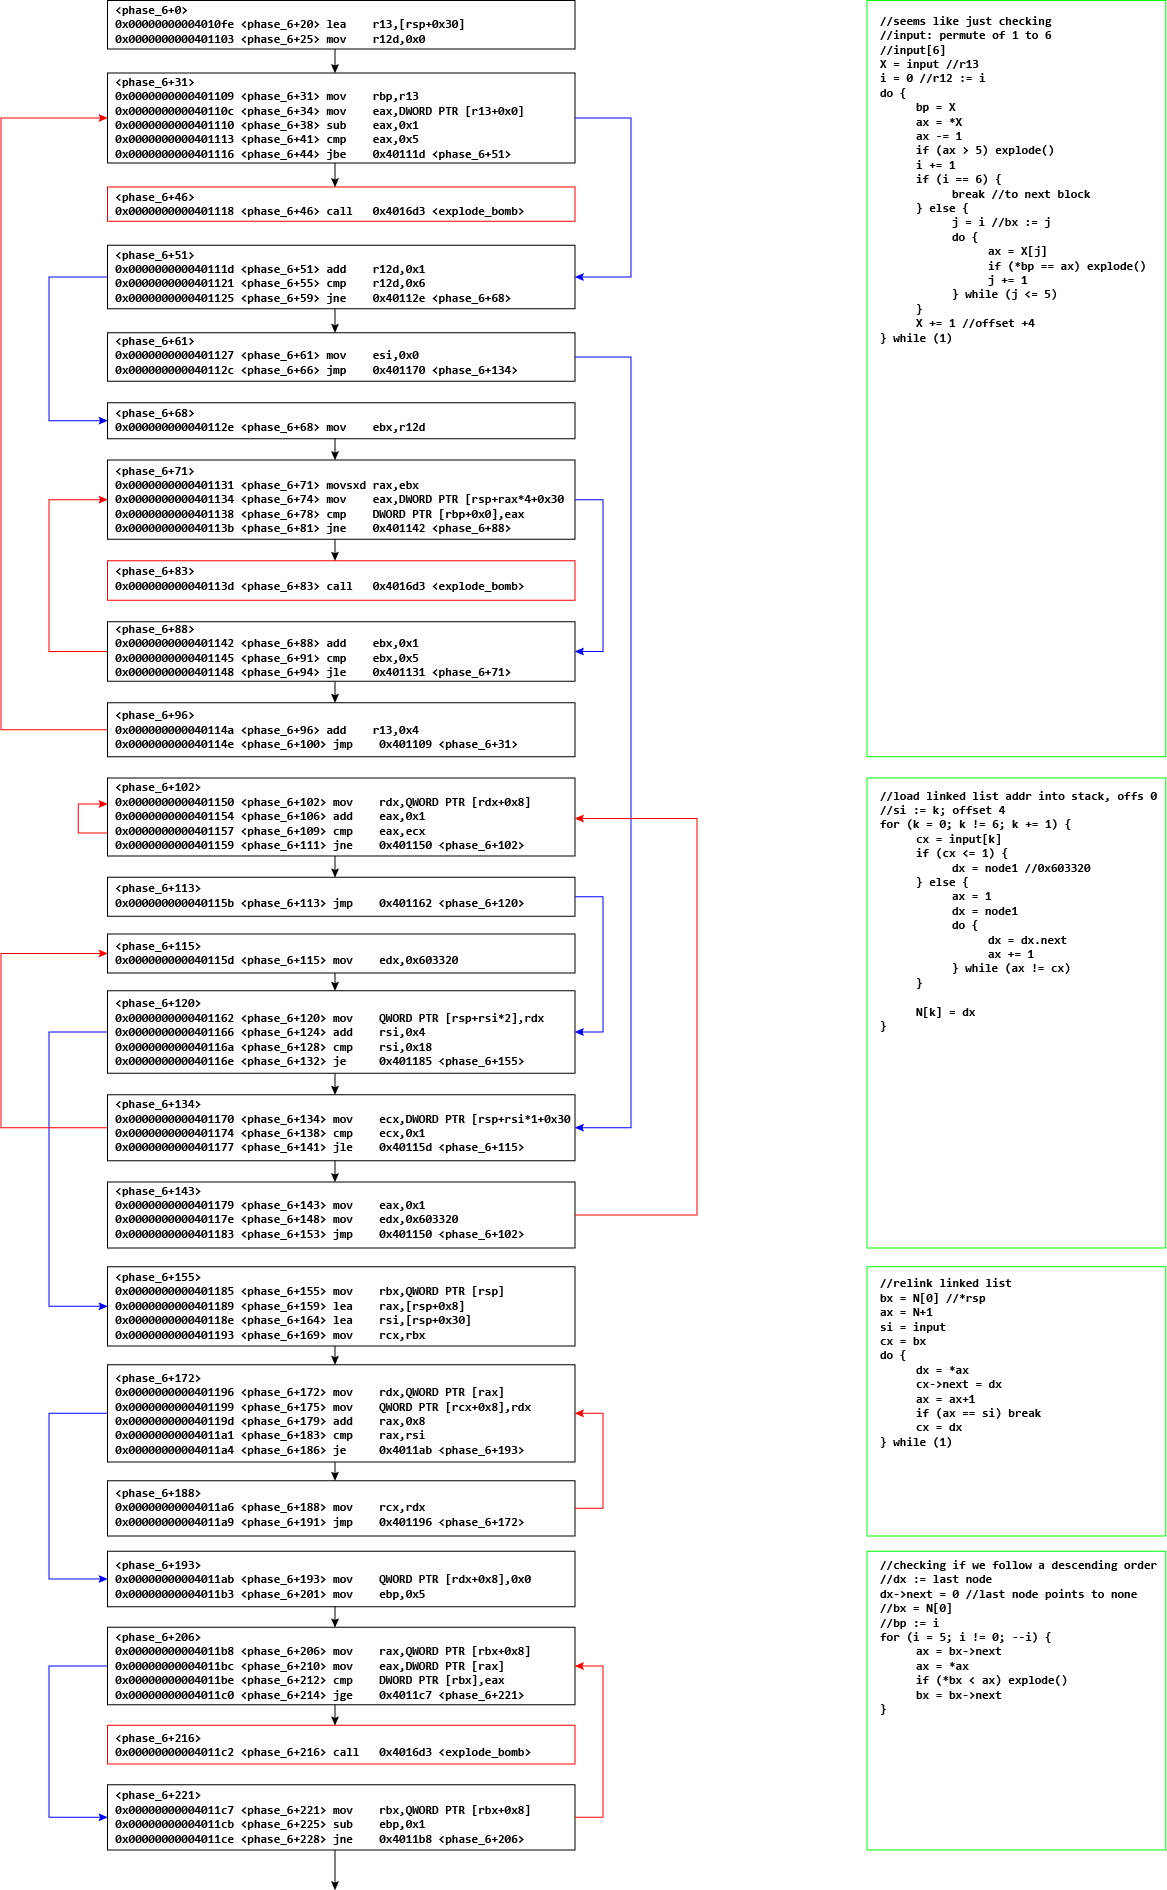 <phase_6+0>
0x00000000004010fe <phase_6+20> lea r13,[rsp+0x30]
0x0000000000401103 <phase_6+25> mov r12d,0x0
<phase_6+31>
0x0000000000401109 <phase_6+31> mov rbp,r13
0x000000000040110c <phase_6+34> mov eax,DWORD PTR [r13+0x0]
0x0000000000401110 <phase_6+38> sub eax,0x1
0x0000000000401113 <phase_6+41> cmp eax,0x5
0x0000000000401116 <phase_6+44> jbe 0x40111d <phase_6+51>
<phase_6+46>
0x0000000000401118 <phase_6+46> call 0x4016d3 <explode_bomb>
<phase_6+51>
0x000000000040111d <phase_6+51> add r12d,0x1
0x0000000000401121 <phase_6+55> cmp r12d,0x6
0x0000000000401125 <phase_6+59> jne 0x40112e <phase_6+68>
<phase_6+61>
0x0000000000401127 <phase_6+61> mov esi,0x0
0x000000000040112c <phase_6+66> jmp 0x401170 <phase_6+134>
<phase_6+68>
0x000000000040112e <phase_6+68> mov ebx,r12d
<phase_6+71>
0x0000000000401131 <phase_6+71> movsxd rax,ebx
0x0000000000401134 <phase_6+74> mov eax,DWORD PTR [rsp+rax*4+0x30
0x0000000000401138 <phase_6+78> cmp DWORD PTR [rbp+0x0],eax
0x000000000040113b <phase_6+81> jne 0x401142 <phase_6+88>
<phase_6+83>
0x000000000040113d <phase_6+83> call 0x4016d3 <explode_bomb>
<phase_6+88>
0x0000000000401142 <phase_6+88> add ebx,0x1
0x0000000000401145 <phase_6+91> cmp ebx,0x5
0x0000000000401148 <phase_6+94> jle 0x401131 <phase_6+71>
<phase_6+96>
0x000000000040114a <phase_6+96> add r13,0x4
0x000000000040114e <phase_6+100> jmp 0x401109 <phase_6+31>
<phase_6+102>
0x0000000000401150 <phase_6+102> mov rdx,QWORD PTR [rdx+0x8]
0x0000000000401154 <phase_6+106> add eax,0x1
0x0000000000401157 <phase_6+109> cmp eax,ecx
0x0000000000401159 <phase_6+111> jne 0x401150 <phase_6+102>
<phase_6+113>
0x000000000040115b <phase_6+113> jmp 0x401162 <phase_6+120>
<phase_6+115>
0x000000000040115d <phase_6+115> mov edx,0x603320
<phase_6+120>
0x0000000000401162 <phase_6+120> mov QWORD PTR [rsp+rsi*2],rdx
0x0000000000401166 <phase_6+124> add rsi,0x4
0x000000000040116a <phase_6+128> cmp rsi,0x18
0x000000000040116e <phase_6+132> je 0x401185 <phase_6+155>
<phase_6+134>
0x0000000000401170 <phase_6+134> mov ecx,DWORD PTR [rsp+rsi*1+0x30
0x0000000000401174 <phase_6+138> cmp ecx,0x1
0x0000000000401177 <phase_6+141> jle 0x40115d <phase_6+115>
<phase_6+143>
0x0000000000401179 <phase_6+143> mov eax,0x1
0x000000000040117e <phase_6+148> mov edx,0x603320
0x0000000000401183 <phase_6+153> jmp 0x401150 <phase_6+102>
<phase_6+155>
0x0000000000401185 <phase_6+155> mov rbx,QWORD PTR [rsp]
0x0000000000401189 <phase_6+159> lea rax,[rsp+0x8]
0x000000000040118e <phase_6+164> lea rsi,[rsp+0x30]
0x0000000000401193 <phase_6+169> mov rcx,rbx
<phase_6+172>
0x0000000000401196 <phase_6+172> mov rdx,QWORD PTR [rax]
0x0000000000401199 <phase_6+175> mov QWORD PTR [rcx+0x8],rdx
0x000000000040119d <phase_6+179> add rax,0x8
0x00000000004011a1 <phase_6+183> cmp rax,rsi
0x00000000004011a4 <phase_6+186> je 0x4011ab <phase_6+193>
<phase_6+188>
0x00000000004011a6 <phase_6+188> mov rcx,rdx
0x00000000004011a9 <phase_6+191> jmp 0x401196 <phase_6+172>
<phase_6+193>
0x00000000004011ab <phase_6+193> mov QWORD PTR [rdx+0x8],0x0
0x00000000004011b3 <phase_6+201> mov ebp,0x5
<phase_6+206>
0x00000000004011b8 <phase_6+206> mov rax,QWORD PTR [rbx+0x8]
0x00000000004011bc <phase_6+210> mov eax,DWORD PTR [rax]
0x00000000004011be <phase_6+212> cmp DWORD PTR [rbx],eax
0x00000000004011c0 <phase_6+214> jge 0x4011c7 <phase_6+221>
<phase_6+216>
0x00000000004011c2 <phase_6+216> call 0x4016d3 <explode_bomb>
<phase_6+221>
0x00000000004011c7 <phase_6+221> mov rbx,QWORD PTR [rbx+0x8]
0x00000000004011cb <phase_6+225> sub ebp,0x1
0x00000000004011ce <phase_6+228> jne 0x4011b8 <phase_6+206>
//seems like just checking
//input: permute of 1 to 6
//input[6]
X = input //r13
i = 0 //r12 := i
do {
bp = X
ax = *X
ax -= 1
if (ax > 5) explode()
i += 1
if (i == 6) {
break //to next block
} else {
j = i //bx := j
do {
ax = X[j]
if (*bp == ax) explode()
j += 1
} while (j <= 5)
}
X += 1 //offset +4
} while (1)
//load linked list addr into stack, offs 0
//si := k; offset 4
for (k = 0; k != 6; k += 1) {
cx = input[k]
if (cx <= 1) {
dx = node1 //0x603320
} else {
ax = 1
dx = node1
do {
dx = dx.next
ax += 1
} while (ax != cx)
}
N[k] = dx
}
//relink linked list
bx = N[0] //*rsp
ax = N+1
si = input
cx = bx
do {
dx = *ax
cx->next = dx
ax = ax+1
if (ax == si) break
cx = dx
} while (1)
//checking if we follow a descending order
//dx := last node
dx->next = 0 //last node points to none
//bx = N[0]
//bp := i
for (i = 5; i != 0; --i) {
ax = bx->next
ax = *ax
if (*bx < ax) explode()
bx = bx->next
}